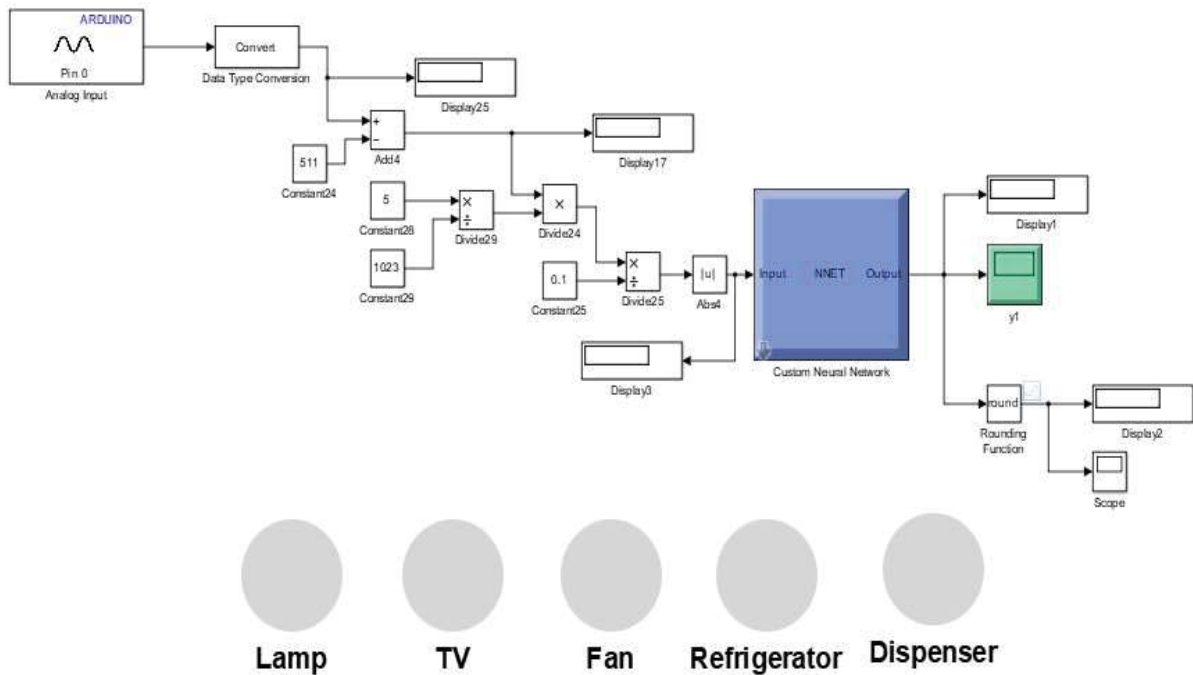 ARDUINO
Pin 0
Analog Input
Convert
Data Type Conversion
Display25
+
−
Add4
511
Constant24
Display17
5
Constant28
×
÷
Divide29
×
Divide24
1023
Constant29
0.1
Constant25
×
÷
Divide25
|u|
Abs4
Display3
Input
NNET
Output
Custom Neural Network
Display1
y1
round
Rounding
Function
Display2
Scope
Lamp
TV
Fan
Refrigerator
Dispenser